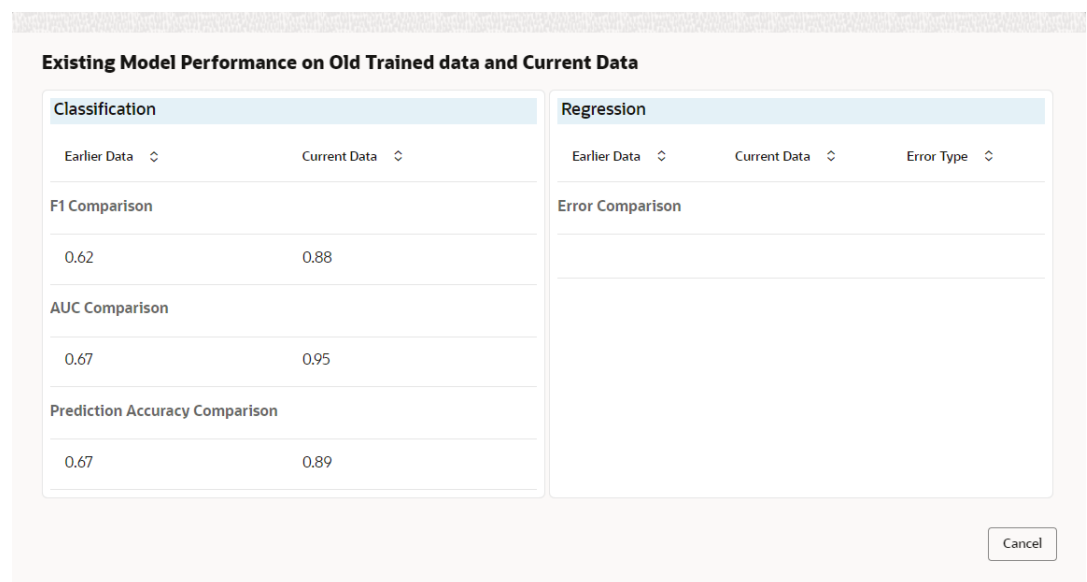 Existing Model Performance on Old Trained data and Current Data
Classification
Earlier Data Current Data
F1 Comparison
0.62 0.88
AUC Comparison
0.67 0.95
Prediction Accuracy Comparison
0.67 0.89
Regression
Earlier Data Current Data Error Type
Error Comparison
Cancel